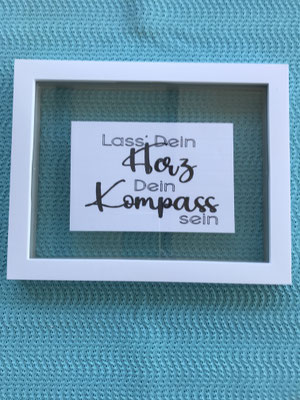 Lass' Dein
Herz
Dein
Kompass
sein